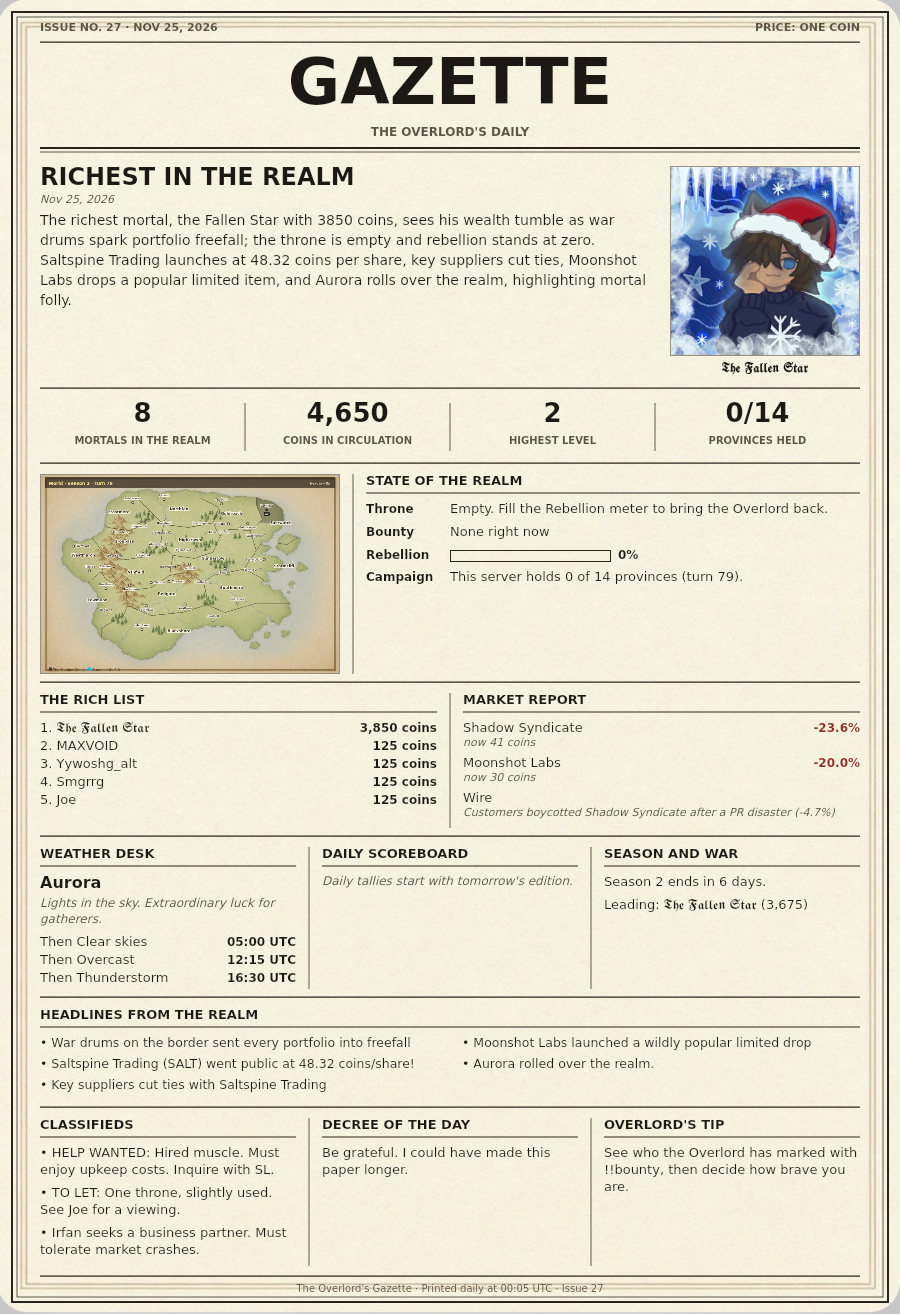 ISSUE NO. 27 · NOV 25, 2026
PRICE: ONE COIN
GAZETTE
THE OVERLORD'S DAILY
RICHEST IN THE REALM
Nov 25, 2026
The richest mortal, the Fallen Star with 3850 coins, sees his wealth tumble as war
drums spark portfolio freefall; the throne is empty and rebellion stands at zero.
Saltspine Trading launches at 48.32 coins per share, key suppliers cut ties, Moonshot
Labs drops a popular limited item, and Aurora rolls over the realm, highlighting mortal
folly.
𝕿𝖍𝖊 𝕱𝖆𝖑𝖑𝖊𝖓 𝕾𝖙𝖆𝖗
8
MORTALS IN THE REALM
4,650
COINS IN CIRCULATION
2
HIGHEST LEVEL
0/14
PROVINCES HELD
World · Season 2 · Turn 79
STATE OF THE REALM
Throne Empty. Fill the Rebellion meter to bring the Overlord back.
Bounty None right now
Rebellion 0%
Campaign This server holds 0 of 14 provinces (turn 79).
THE RICH LIST
1. 𝕿𝖍𝖊 𝕱𝖆𝖑𝖑𝖊𝖓 𝕾𝖙𝖆𝖗 3,850 coins
2. MAXVOID 125 coins
3. Yywoshg_alt 125 coins
4. Smgrrg 125 coins
5. Joe 125 coins
MARKET REPORT
Shadow Syndicate -23.6%
now 41 coins
Moonshot Labs -20.0%
now 30 coins
Wire
Customers boycotted Shadow Syndicate after a PR disaster (-4.7%)
WEATHER DESK
Aurora
Lights in the sky. Extraordinary luck for
gatherers.
Then Clear skies 05:00 UTC
Then Overcast 12:15 UTC
Then Thunderstorm 16:30 UTC
DAILY SCOREBOARD
Daily tallies start with tomorrow's edition.
SEASON AND WAR
Season 2 ends in 6 days.
Leading: 𝕿𝖍𝖊 𝕱𝖆𝖑𝖑𝖊𝖓 𝕾𝖙𝖆𝖗 (3,675)
HEADLINES FROM THE REALM
• War drums on the border sent every portfolio into freefall
• Saltspine Trading (SALT) went public at 48.32 coins/share!
• Key suppliers cut ties with Saltspine Trading
• Moonshot Labs launched a wildly popular limited drop
• Aurora rolled over the realm.
CLASSIFIEDS
• HELP WANTED: Hired muscle. Must
enjoy upkeep costs. Inquire with SL.
• TO LET: One throne, slightly used.
See Joe for a viewing.
• Irfan seeks a business partner. Must
tolerate market crashes.
DECREE OF THE DAY
Be grateful. I could have made this
paper longer.
OVERLORD'S TIP
See who the Overlord has marked with
!!bounty, then decide how brave you
are.
The Overlord's Gazette · Printed daily at 00:05 UTC · Issue 27